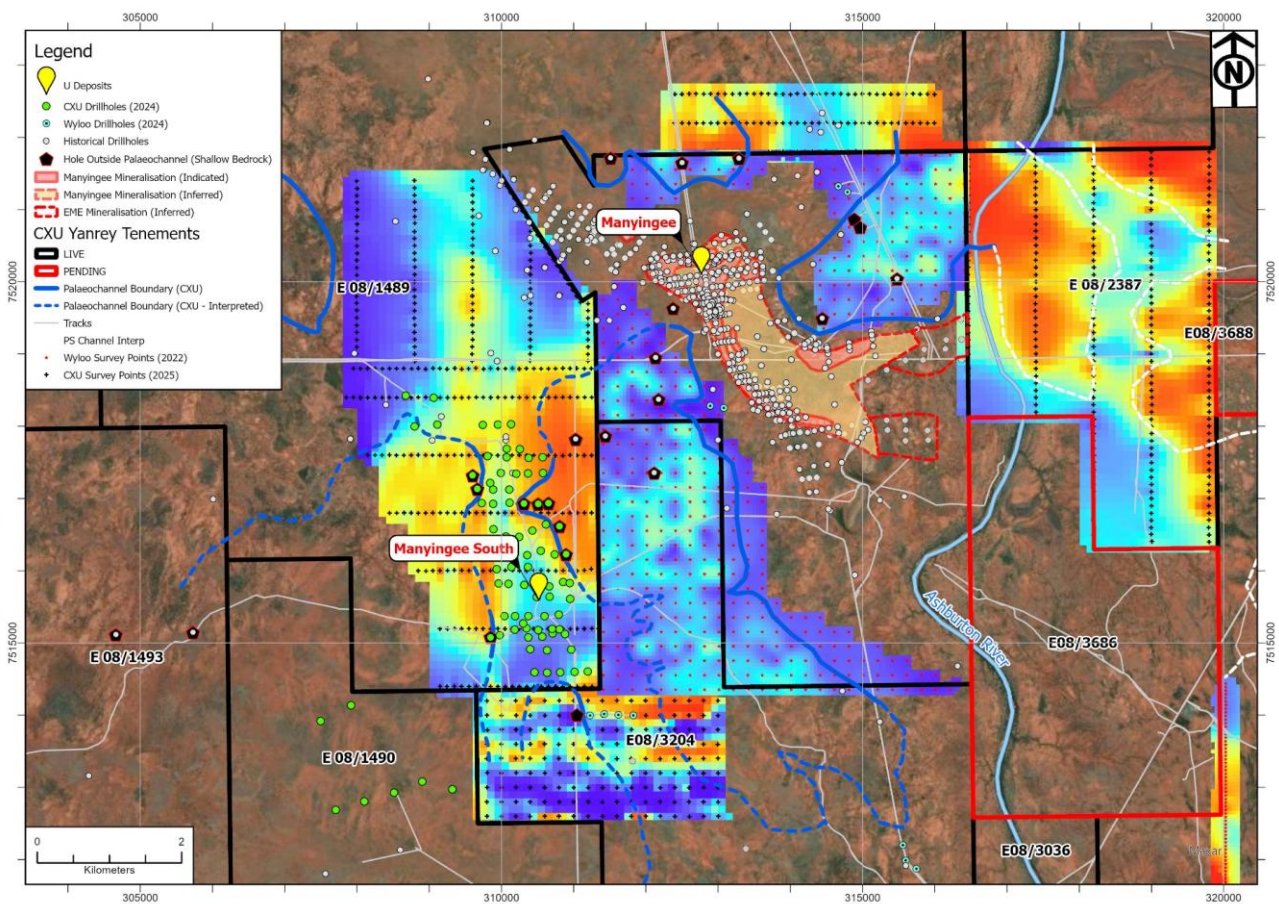 305000
310000
315000
320000
Legend
U Deposits
CXU Drillholes (2024)
Wyloo Drillholes (2024)
Historical Drillholes
Hole Outside Palaeochannel (Shallow Bedrock)
Manyingee Mineralisation (Indicated)
Manyingee Mineralisation (Inferred)
EME Mineralisation (Inferred)
CXU Yanrey Tenements
LIVE
PENDING
Palaeochannel Boundary (CXU)
Palaeochannel Boundary (CXU - Interpreted)
Tracks
PS Channel Interp
Wyloo Survey Points (2022)
CXU Survey Points (2025)
N
Manyingee
7520000
7520000
E 08/1489
E 08/2387
E08/3688
Manyingee South
Ashburton River
7515000
7515000
E 08/1493
E08/3686
E 08/1490
E08/3204
E08/3036
0
2
Kilometers
305000
310000
315000
320000